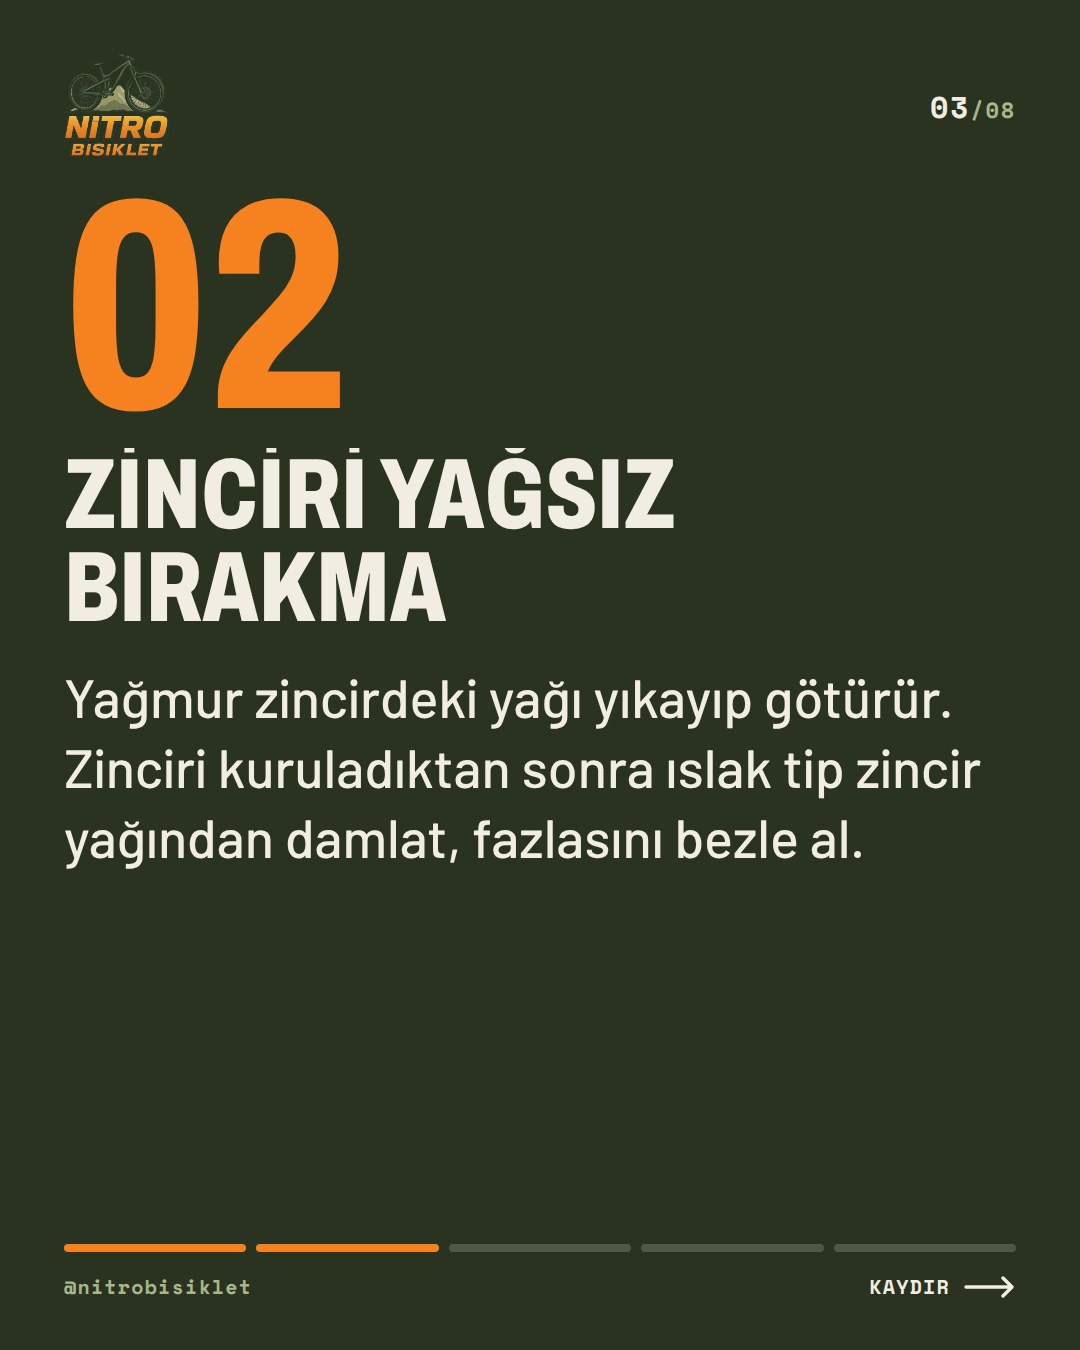 NiTRO
BISIKLET
03/08
02
ZİNCİRİ YAĞSIZ
BIRAKMA
Yağmur zincirdeki yağı yıkayıp götürür.
Zinciri kuruladıktan sonra ıslak tip zincir
yağından damlat, fazlasını bezle al.
@nitrobisiklet
KAYDIR